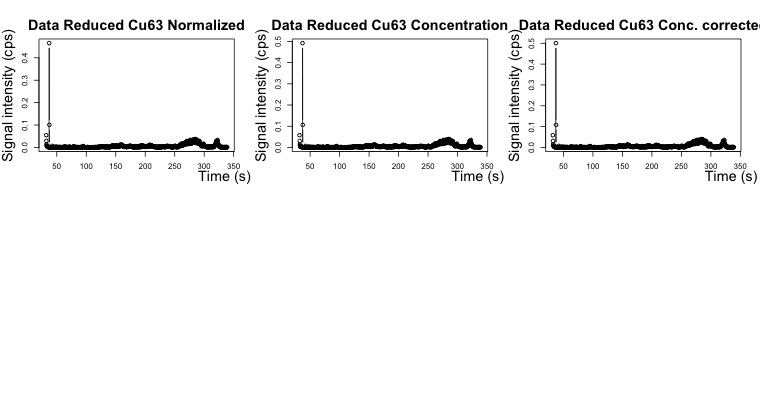 Data Reduced Cu63 Normalized
Signal intensity (cps)
0.0 0.1 0.2 0.3 0.4
50 100 150 200 250 300 350
Time (s)
Data Reduced Cu63 Concentration
Signal intensity (cps)
0.0 0.1 0.2 0.3 0.4 0.5
50 100 150 200 250 300 350
Time (s)
Data Reduced Cu63 Conc. corrected
Signal intensity (cps)
0.0 0.1 0.2 0.3 0.4 0.5
50 100 150 200 250 300 350
Time (s)